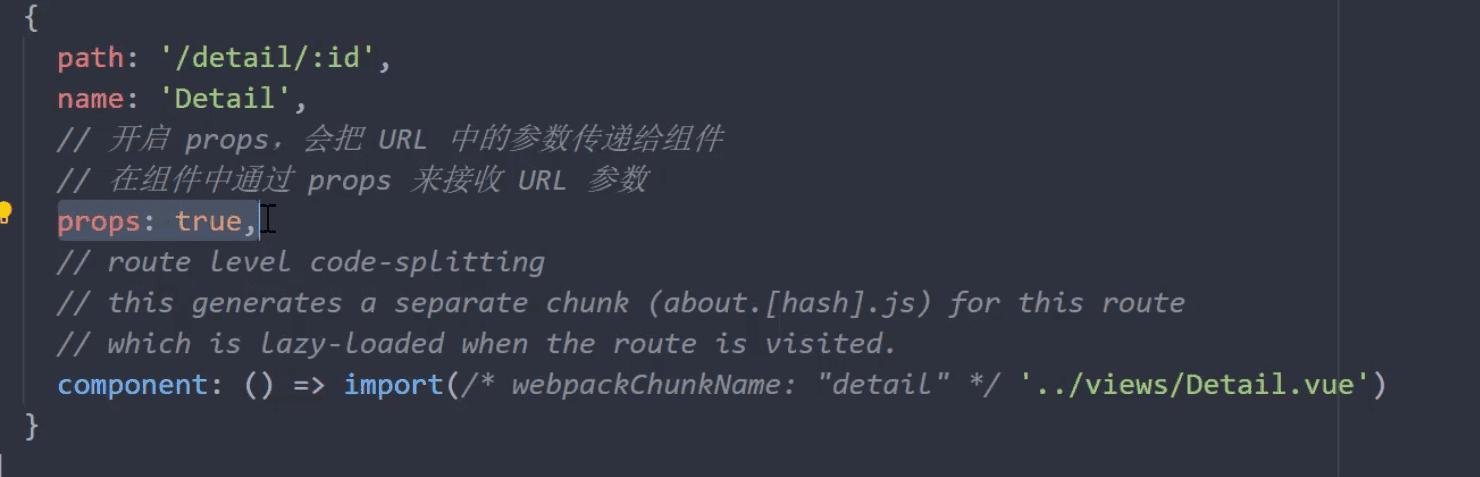 {
path: '/detail/:id',
name: 'Detail',
// 开启 props，会把 URL 中的参数传递给组件
// 在组件中通过 props 来接收 URL 参数
props: true,
// route level code-splitting
// this generates a separate chunk (about.[hash].js) for this route
// which is lazy-loaded when the route is visited.
component: () => import(/* webpackChunkName: "detail" */ '../views/Detail.vue')
}